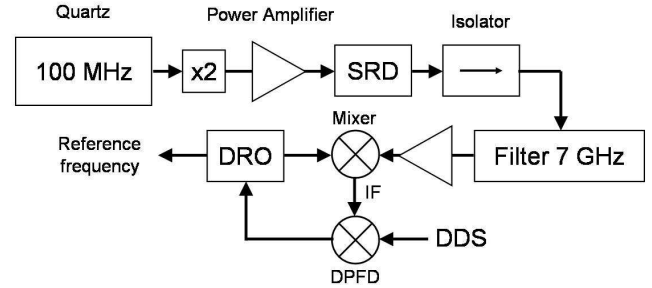 Quartz
Power Amplifier
Isolator
100 MHz
x2
SRD
Mixer
Reference
frequency
DRO
Filter 7 GHz
IF
DDS
DPFD